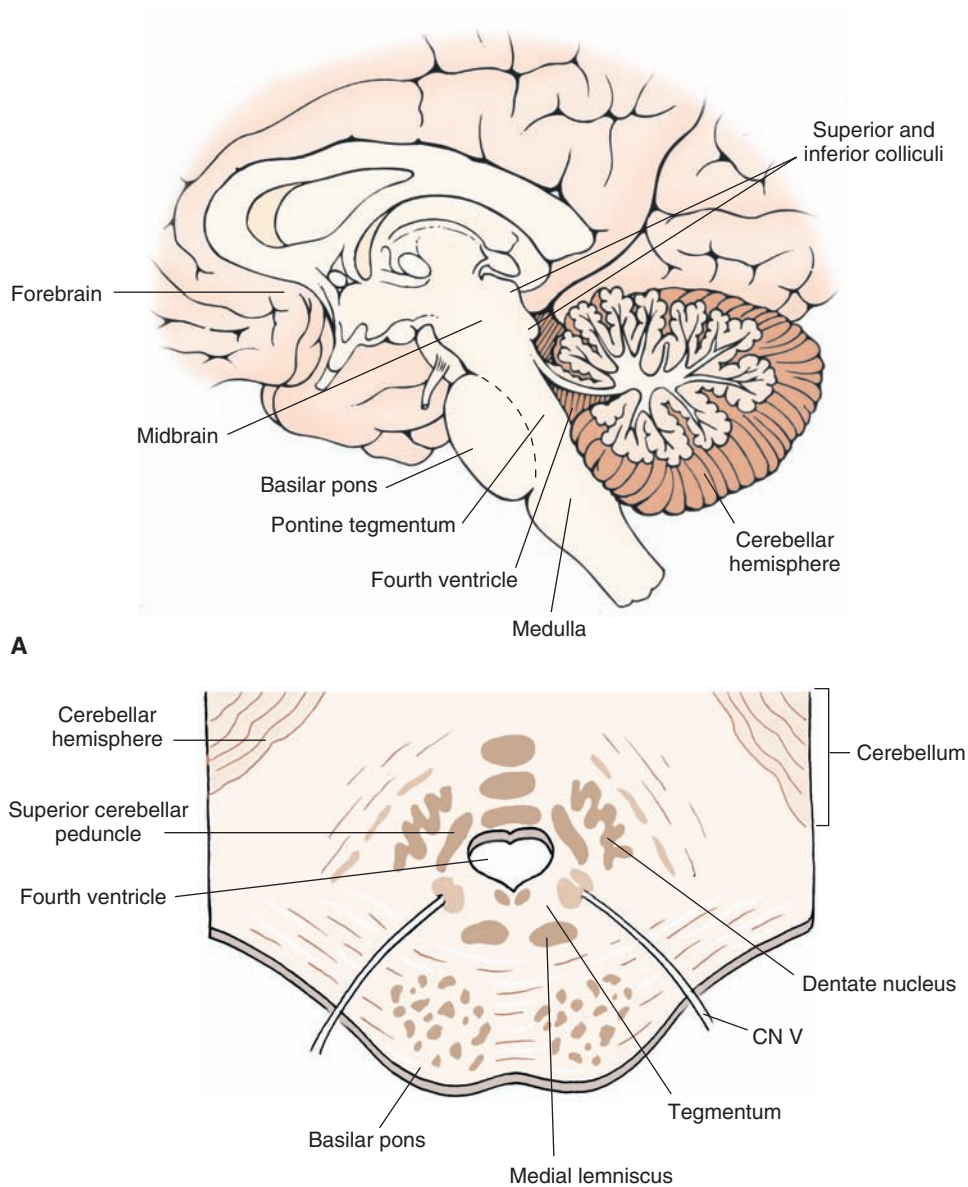 Superior and
inferior colliculi
Forebrain
Midbrain
Basilar pons
Pontine tegmentum
Fourth ventricle
Medulla
Cerebellar
hemisphere
A
Cerebellar
hemisphere
Cerebellum
Superior cerebellar
peduncle
Fourth ventricle
Dentate nucleus
CN V
Tegmentum
Basilar pons
Medial lemniscus